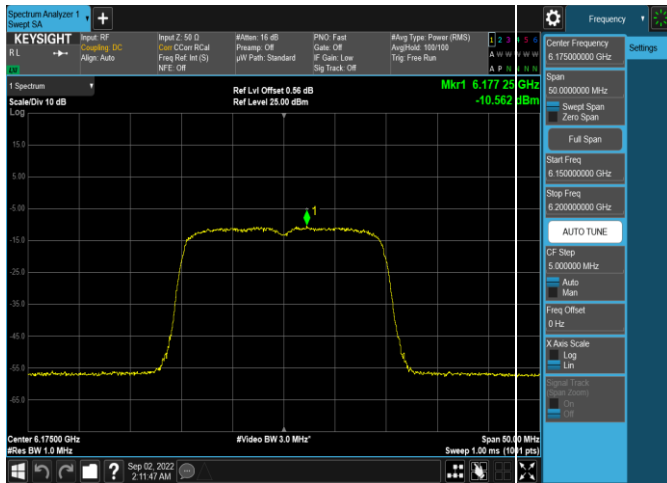 Spectrum Analyzer 1
Swept SA
+
Frequency
KEYSIGHT
R L
Input: RF
Coupling: DC
Align: Auto
Input Z: 50 Ω
Corr CCorr RCal
Freq Ref: Int (S)
NFE: Off
#Atten: 16 dB
Preamp: Off
µW Path: Standard
PNO: Fast
Gate: Off
IF Gain: Low
Sig Track: Off
#Avg Type: Power (RMS)
Avg|Hold: 100/100
Trig: Free Run
1 2 3 4 5 6
A W W W W W
A P N N N N
1 Spectrum
Scale/Div 10 dB
Log
Ref Lvl Offset 0.56 dB
Ref Level 25.00 dBm
Mkr1 6.177 25 GHz
-10.562 dBm
15.0
5.00
-5.00
-15.0
-25.0
-35.0
-45.0
-55.0
-65.0
1
Center 6.17500 GHz
#Res BW 1.0 MHz
#Video BW 3.0 MHz*
Span 50.00 MHz
Sweep 1.00 ms (1001 pts)
Sep 02, 2022
2:11:47 AM
?
Center Frequency
6.175000000 GHz
Settings
Span
50.0000000 MHz
Swept Span
Zero Span
Full Span
Start Freq
6.150000000 GHz
Stop Freq
6.200000000 GHz
AUTO TUNE
CF Step
5.000000 MHz
Auto
Man
Freq Offset
0 Hz
X Axis Scale
Log
Lin
Signal Track
(Span Zoom)
On
Off